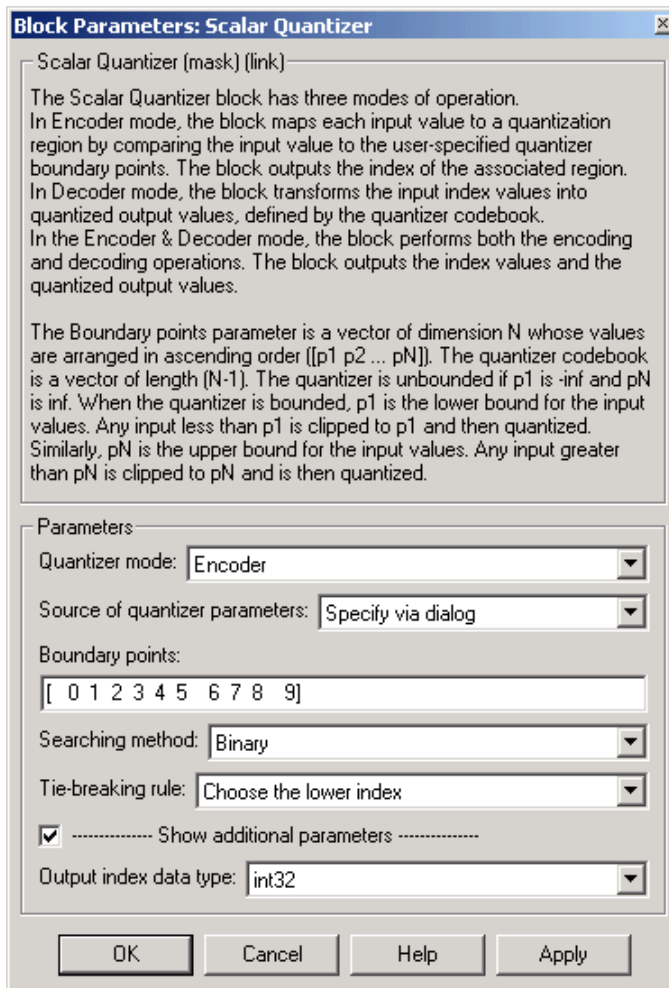 Block Parameters: Scalar Quantizer
Scalar Quantizer (mask) (link)
The Scalar Quantizer block has three modes of operation.
In Encoder mode, the block maps each input value to a quantization
region by comparing the input value to the user-specified quantizer
boundary points. The block outputs the index of the associated region.
In Decoder mode, the block transforms the input index values into
quantized output values, defined by the quantizer codebook.
In the Encoder & Decoder mode, the block performs both the encoding
and decoding operations. The block outputs the index values and the
quantized output values.
The Boundary points parameter is a vector of dimension N whose values
are arranged in ascending order ([p1 p2 ... pN]). The quantizer codebook
is a vector of length (N-1). The quantizer is unbounded if p1 is -inf and pN
is inf. When the quantizer is bounded, p1 is the lower bound for the input
values. Any input less than p1 is clipped to p1 and then quantized.
Similarly, pN is the upper bound for the input values. Any input greater
than pN is clipped to pN and is then quantized.
Parameters
Quantizer mode: Encoder
Source of quantizer parameters: Specify via dialog
Boundary points:
[ 0 1 2 3 4 5 6 7 8 9]
Searching method: Binary
Tie-breaking rule: Choose the lower index
--------------- Show additional parameters ---------------
Output index data type: int32
OK Cancel Help Apply